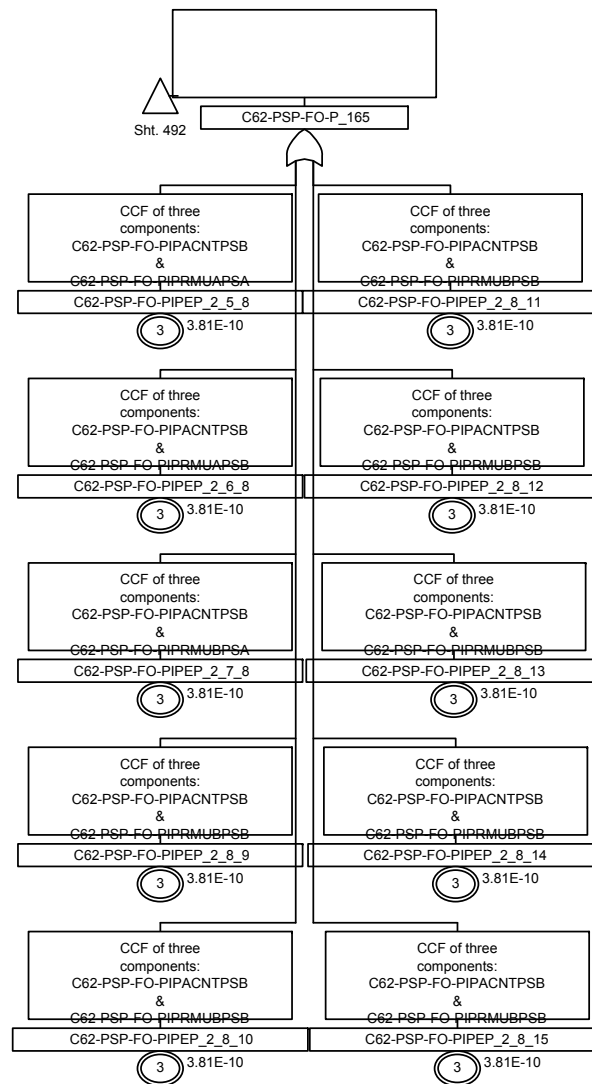 Sht. 492
C62-PSP-FO-P_165
CCF of three
components:
C62-PSP-FO-PIPACNTPSB
&
C62-PSP-FO-PIPRMUAPSA
C62-PSP-FO-PIPEP_2_5_8
3
3.81E-10
CCF of three
components:
C62-PSP-FO-PIPACNTPSB
&
C62-PSP-FO-PIPRMUBPSB
C62-PSP-FO-PIPEP_2_8_11
3
3.81E-10
CCF of three
components:
C62-PSP-FO-PIPACNTPSB
&
C62-PSP-FO-PIPRMUAPSB
C62-PSP-FO-PIPEP_2_6_8
3
3.81E-10
CCF of three
components:
C62-PSP-FO-PIPACNTPSB
&
C62-PSP-FO-PIPRMUBPSB
C62-PSP-FO-PIPEP_2_8_12
3
3.81E-10
CCF of three
components:
C62-PSP-FO-PIPACNTPSB
&
C62-PSP-FO-PIPRMUBPSA
C62-PSP-FO-PIPEP_2_7_8
3
3.81E-10
CCF of three
components:
C62-PSP-FO-PIPACNTPSB
&
C62-PSP-FO-PIPRMUBPSB
C62-PSP-FO-PIPEP_2_8_13
3
3.81E-10
CCF of three
components:
C62-PSP-FO-PIPACNTPSB
&
C62-PSP-FO-PIPRMUBPSB
C62-PSP-FO-PIPEP_2_8_9
3
3.81E-10
CCF of three
components:
C62-PSP-FO-PIPACNTPSB
&
C62-PSP-FO-PIPRMUBPSB
C62-PSP-FO-PIPEP_2_8_14
3
3.81E-10
CCF of three
components:
C62-PSP-FO-PIPACNTPSB
&
C62-PSP-FO-PIPRMUBPSB
C62-PSP-FO-PIPEP_2_8_10
3
3.81E-10
CCF of three
components:
C62-PSP-FO-PIPACNTPSB
&
C62-PSP-FO-PIPRMUBPSB
C62-PSP-FO-PIPEP_2_8_15
3
3.81E-10